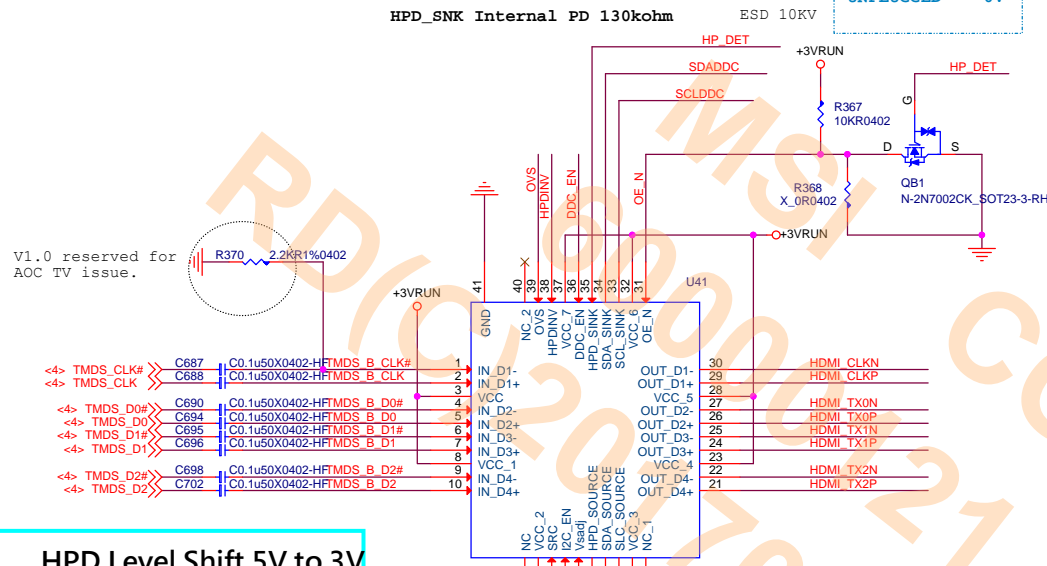 HPD_SNK Internal PD 130kohm
ESD 10KV
HP_DET
SDADDC
SCLDDC
+3VRUN
HP_DET
R367
10KR0402
G
D
S
QB1
N-2N7002CK_SOT23-3-RH
R368
X_0R0402
+3VRUN
OVS
HPDINV
DDC_EN
OE_N
V1.0 reserved for
AOC TV issue.
R370
2.2KR1%0402
+3VRUN
U41
41
40
39
38
37
36
35
34
33
32
31
GND
NC_2
OVS
HPDINV
VCC_7
DDC_EN
HPD_SINK
SDA_SINK
SCL_SINK
VCC_6
OE_N
<4> TMDS_CLK# C687 C0.1u50X0402-HF TMDS_B_CLK# 1 IN_D1-
<4> TMDS_CLK C688 C0.1u50X0402-HF TMDS_B_CLK 2 IN_D1+
3 VCC
<4> TMDS_D0# C690 C0.1u50X0402-HF TMDS_B_D0# 4 IN_D2-
<4> TMDS_D0 C694 C0.1u50X0402-HF TMDS_B_D0 5 IN_D2+
<4> TMDS_D1# C695 C0.1u50X0402-HF TMDS_B_D1# 6 IN_D3-
<4> TMDS_D1 C696 C0.1u50X0402-HF TMDS_B_D1 7 IN_D3+
8 VCC_1
<4> TMDS_D2# C698 C0.1u50X0402-HF TMDS_B_D2# 9 IN_D4-
<4> TMDS_D2 C702 C0.1u50X0402-HF TMDS_B_D2 10 IN_D4+
OUT_D1- 30 HDMI_CLKN
OUT_D1+ 29 HDMI_CLKP
VCC_5 28
OUT_D2- 27 HDMI_TX0N
OUT_D2+ 26 HDMI_TX0P
OUT_D3- 25 HDMI_TX1N
OUT_D3+ 24 HDMI_TX1P
VCC_4 23
OUT_D4- 22 HDMI_TX2N
OUT_D4+ 21 HDMI_TX2P
NC
VCC_2
SRC
I2C_EN
Vsadj
HPD_SOURCE
SDA_SOURCE
SLC_SOURCE
VCC_3
NC_1
HPD Level Shift 5V to 3V
MSI